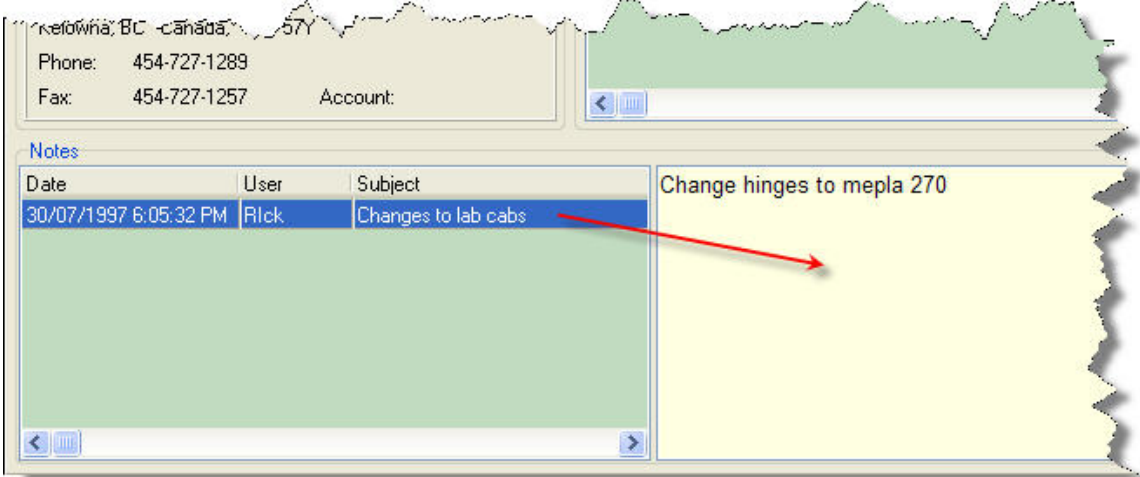 Kelowna, BC -Canada, 57Y
Phone: 454-727-1289
Fax: 454-727-1257 Account:
Notes
Date User Subject
30/07/1997 6:05:32 PM RIck Changes to lab cabs
Change hinges to mepla 270